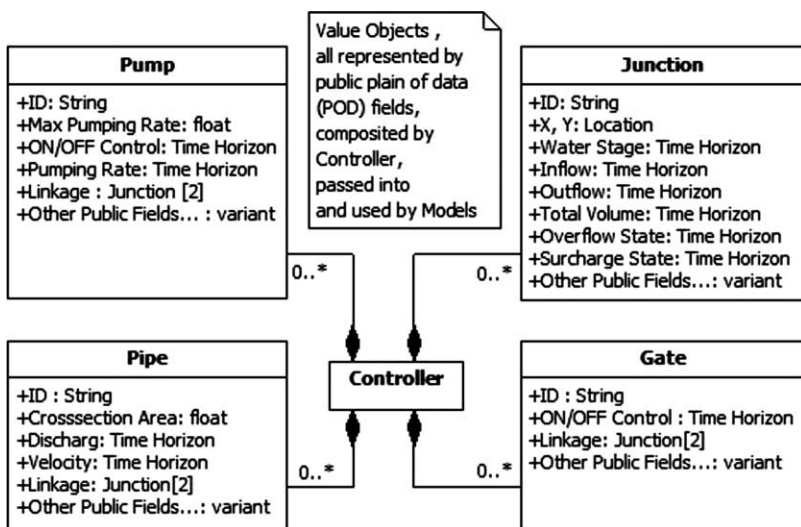 Pump
+ID: String
+Max Pumping Rate: float
+ON/OFF Control: Time Horizon
+Pumping Rate: Time Horizon
+Linkage : Junction [2]
+Other Public Fields... : variant
Value Objects ,
all represented by
public plain of data
(POD) fields,
composited by
Controller,
passed into
and used by Models
Junction
+ID: String
+X, Y: Location
+Water Stage: Time Horizon
+Inflow: Time Horizon
+Outflow: Time Horizon
+Total Volume: Time Horizon
+Overflow State: Time Horizon
+Surcharge State: Time Horizon
+Other Public Fields...: variant
0..*
0..*
Pipe
+ID : String
+Crosssection Area: float
+Discharg: Time Horizon
+Velocity: Time Horizon
+Linkage: Junction[2]
+Other Public Fields...: variant
0..*
Controller
Gate
+ID : String
+ON/OFF Control : Time Horizon
+Linkage: Junction[2]
+Other Public Fields...: variant
0..*